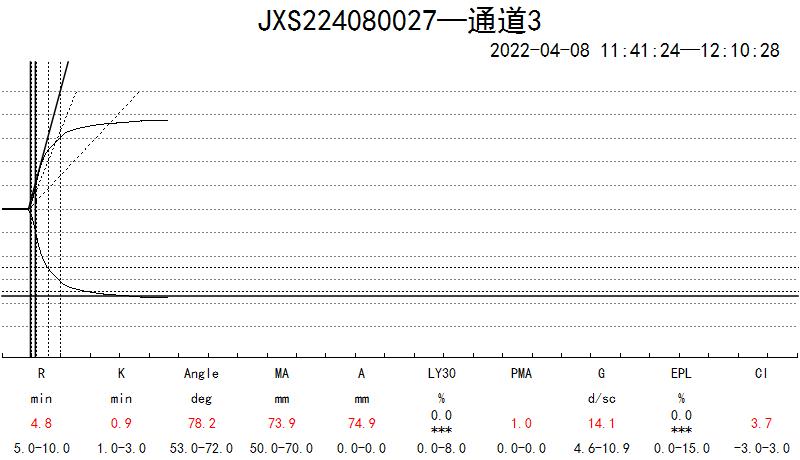 JXS224080027—通道3
2022-04-08 11:41:24—12:10:28
R K Angle MA A LY30 PMA G EPL CI
min min deg mm mm % d/sc %
4.8 0.9 78.2 73.9 74.9 0.0 *** 1.0 14.1 0.0 *** 3.7
5.0-10.0 1.0-3.0 53.0-72.0 50.0-70.0 0.0-0.0 0.0-8.0 0.0-0.0 4.6-10.9 0.0-15.0 -3.0-3.0